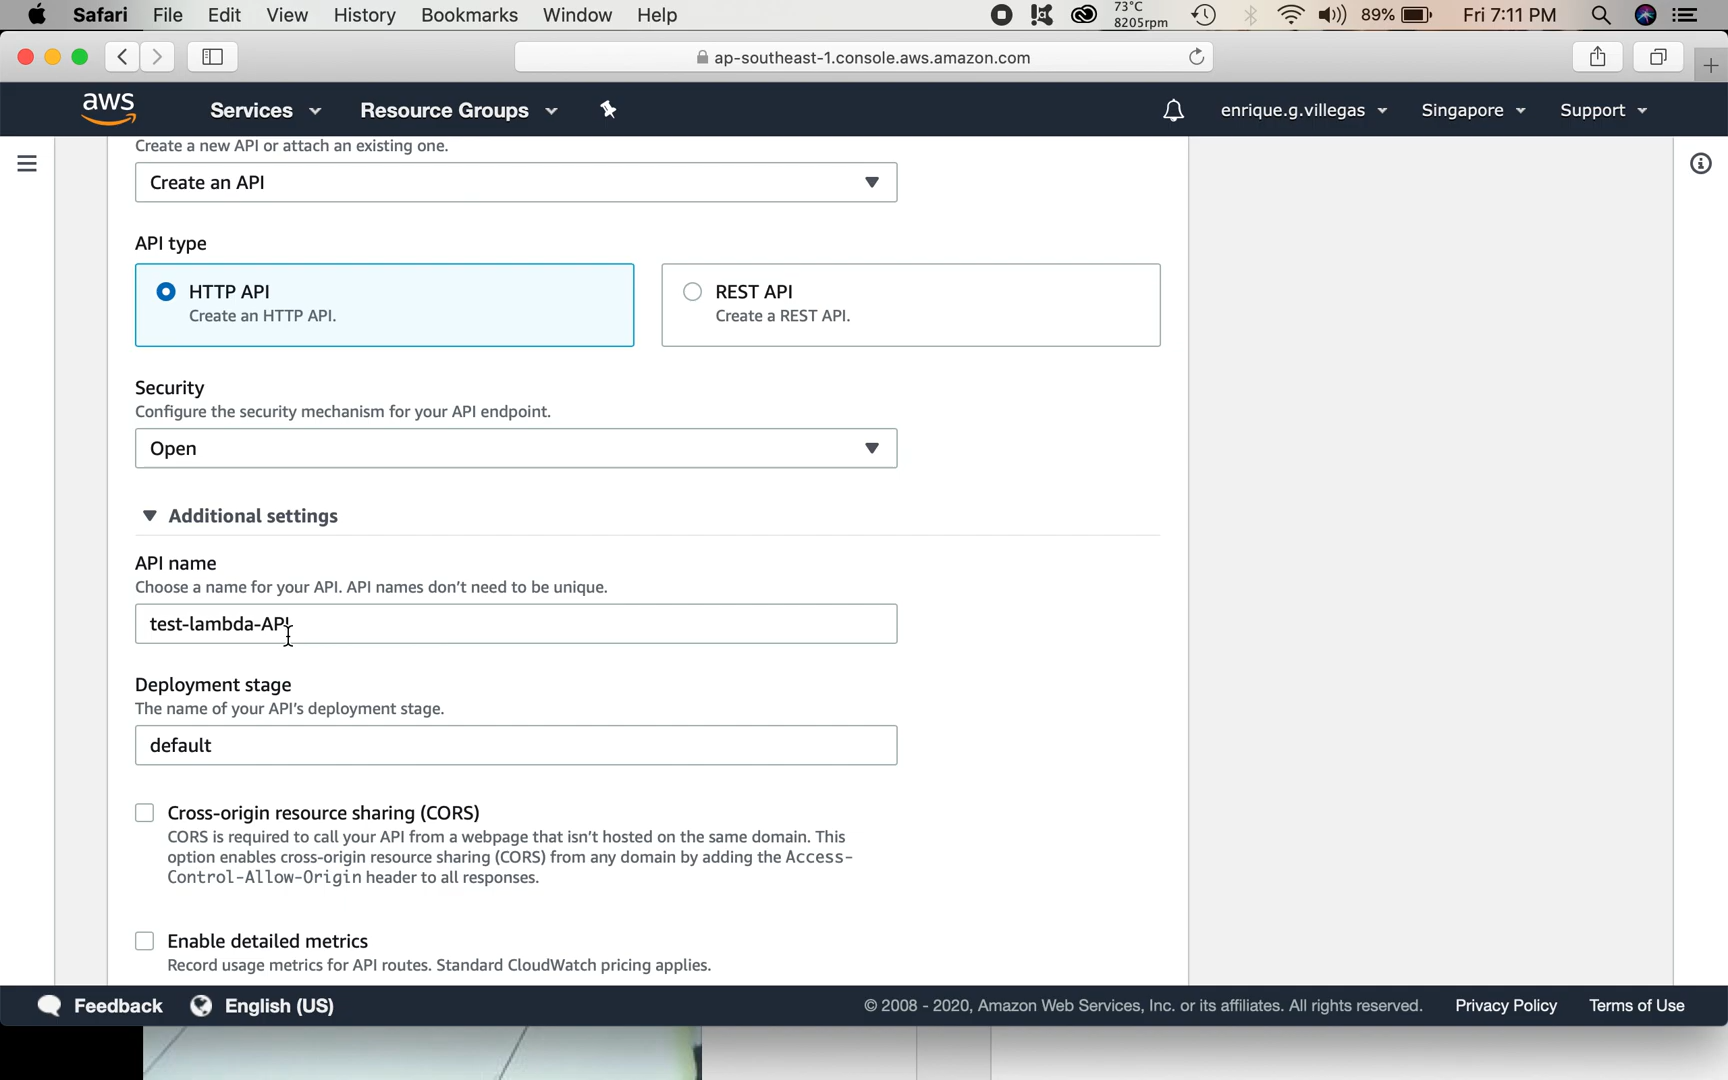 Safari File Edit View History Bookmarks Window Help 73°C 8205rpm 89% Fri 7:11 PM
ap-southeast-1.console.aws.amazon.com
aws Services Resource Groups enrique.g.villegas Singapore Support
Create a new API or attach an existing one.
Create an API
API type
HTTP API
Create an HTTP API.
REST API
Create a REST API.
Security
Configure the security mechanism for your API endpoint.
Open
Additional settings
API name
Choose a name for your API. API names don’t need to be unique.
test-lambda-API
Deployment stage
The name of your API’s deployment stage.
default
Cross-origin resource sharing (CORS)
CORS is required to call your API from a webpage that isn’t hosted on the same domain. This
option enables cross-origin resource sharing (CORS) from any domain by adding the Access-
Control-Allow-Origin header to all responses.
Enable detailed metrics
Record usage metrics for API routes. Standard CloudWatch pricing applies.
Feedback English (US) © 2008 - 2020, Amazon Web Services, Inc. or its affiliates. All rights reserved. Privacy Policy Terms of Use